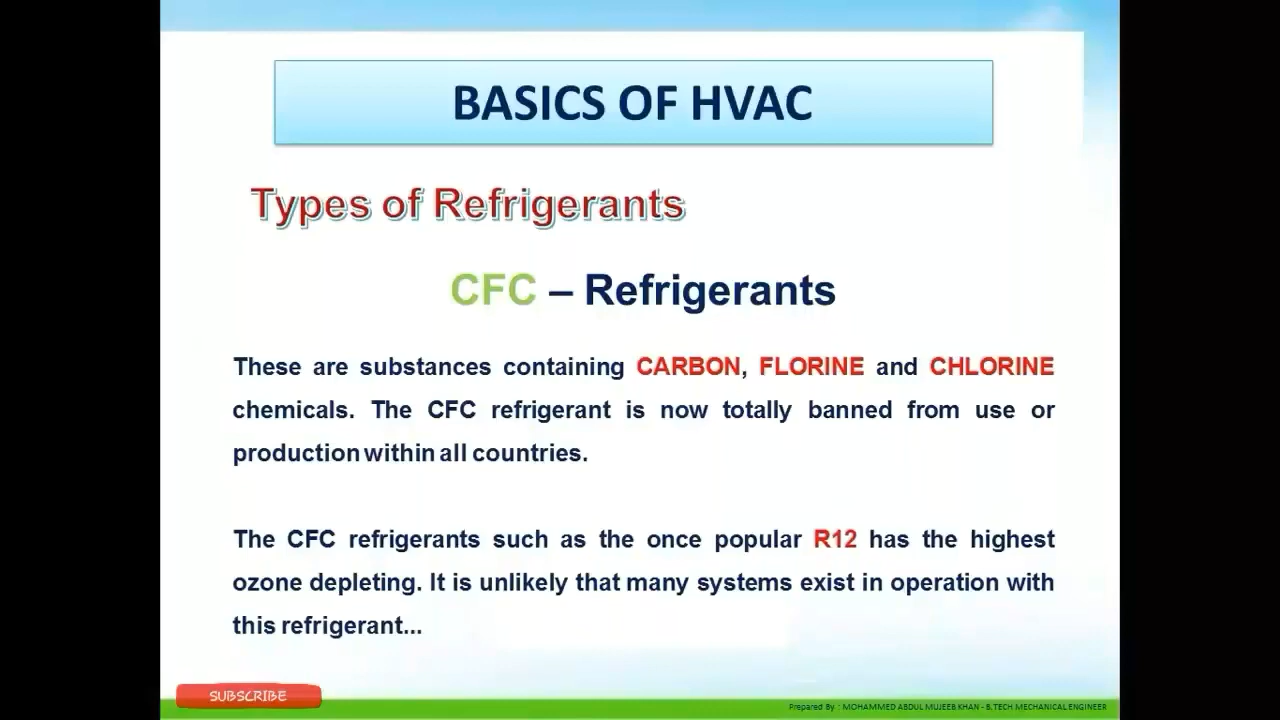 BASICS OF HVAC
Types of Refrigerants
CFC – Refrigerants
These are substances containing CARBON, FLORINE and CHLORINE
chemicals. The CFC refrigerant is now totally banned from use or
production within all countries.
The CFC refrigerants such as the once popular R12 has the highest
ozone depleting. It is unlikely that many systems exist in operation with
this refrigerant...
SUBSCRIBE
Prepared By : MOHAMMED ABDUL MUJEEB KHAN - B.TECH MECHANICAL ENGINEER